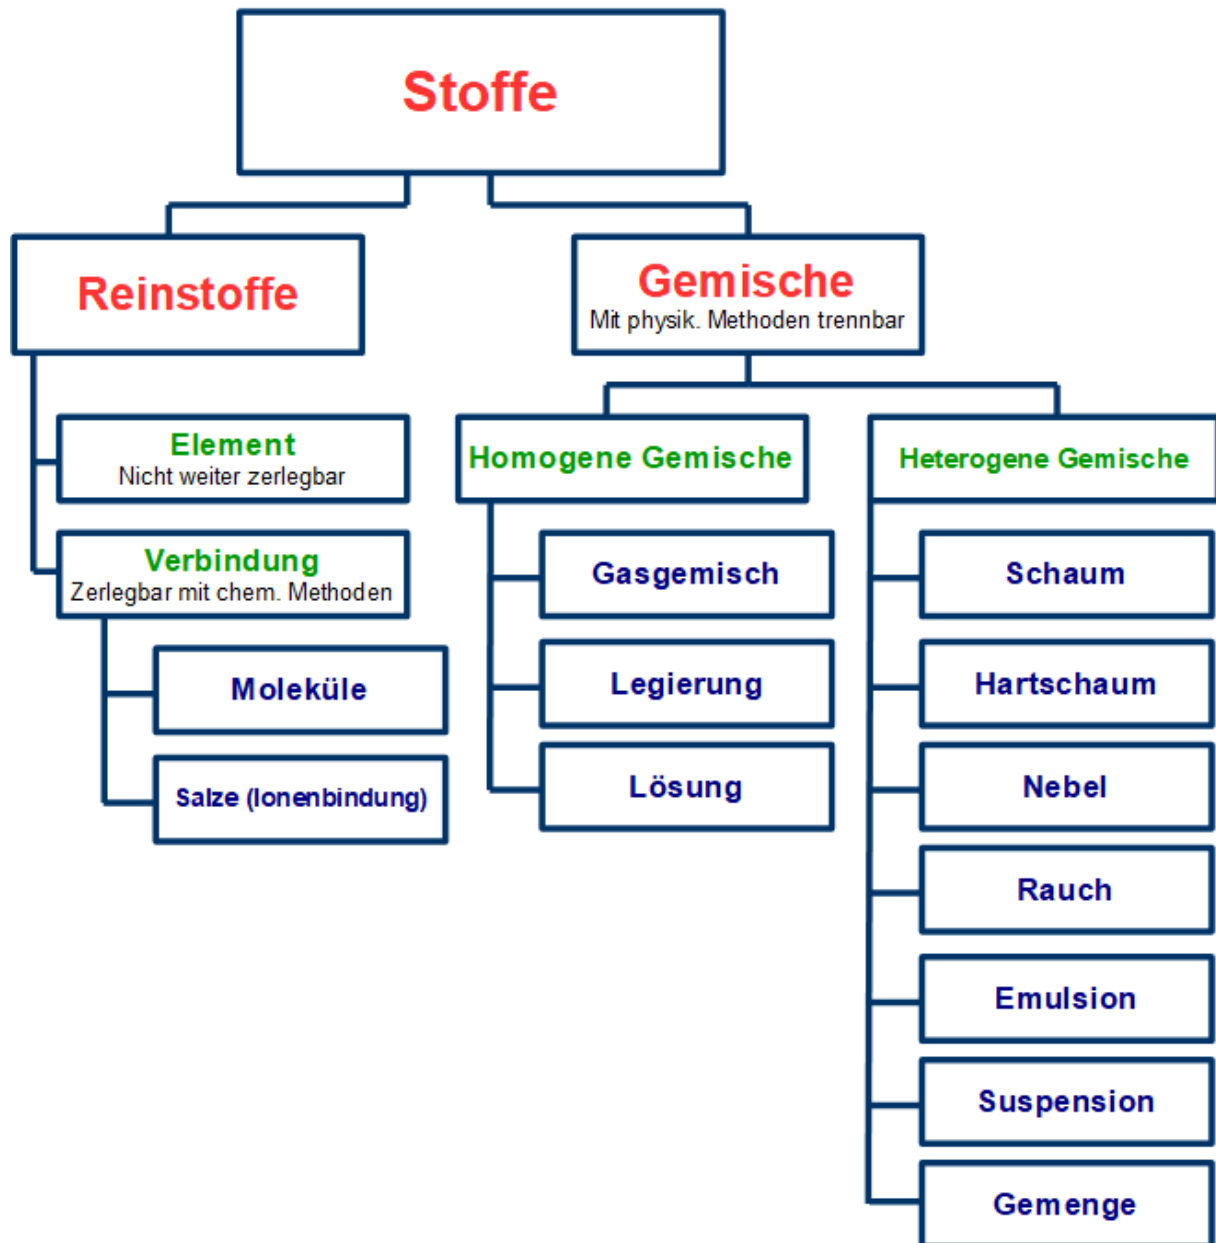 Stoffe
Reinstoffe
Gemische
Mit physik. Methoden trennbar
Element
Nicht weiter zerlegbar
Verbindung
Zerlegbar mit chem. Methoden
Moleküle
Salze (Ionenbindung)
Homogene Gemische
Gasgemisch
Legierung
Lösung
Heterogene Gemische
Schaum
Hartschaum
Nebel
Rauch
Emulsion
Suspension
Gemenge